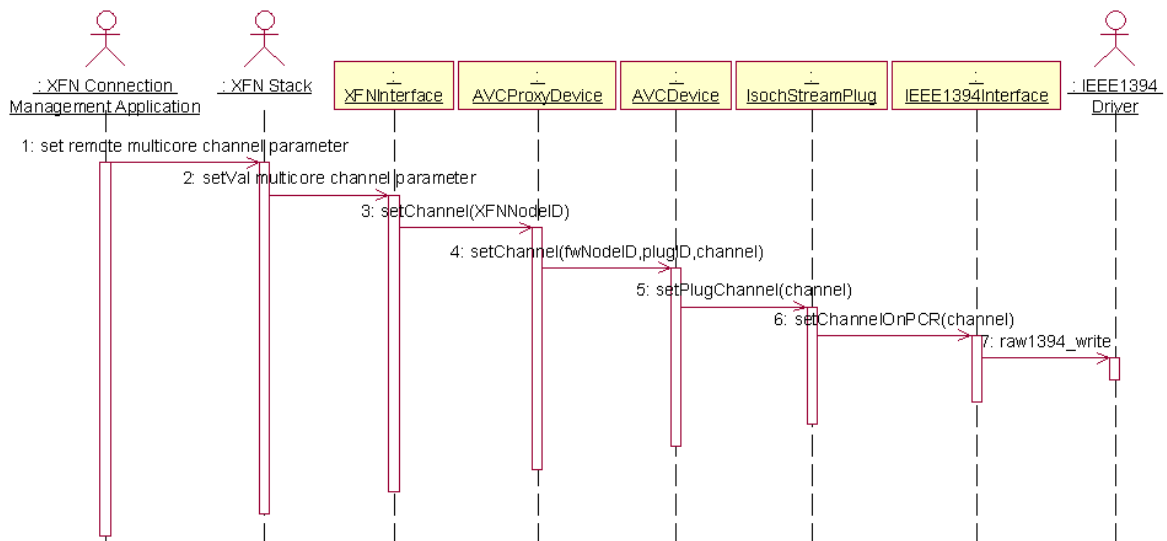 : XFN Connection
Management Application
: XFN Stack
:
XFNInterface
:
AVCProxyDevice
:
AVCDevice
:
IsochStreamPlug
:
IEEE1394Interface
: IEEE1394
Driver
1: set remote multicore channel parameter
2: setVal multicore channel parameter
3: setChannel(XFNNodeID)
4: setChannel(fwNodeID,plugID,channel)
5: setPlugChannel(channel)
6: setChannelOnPCR(channel)
7: raw1394_write